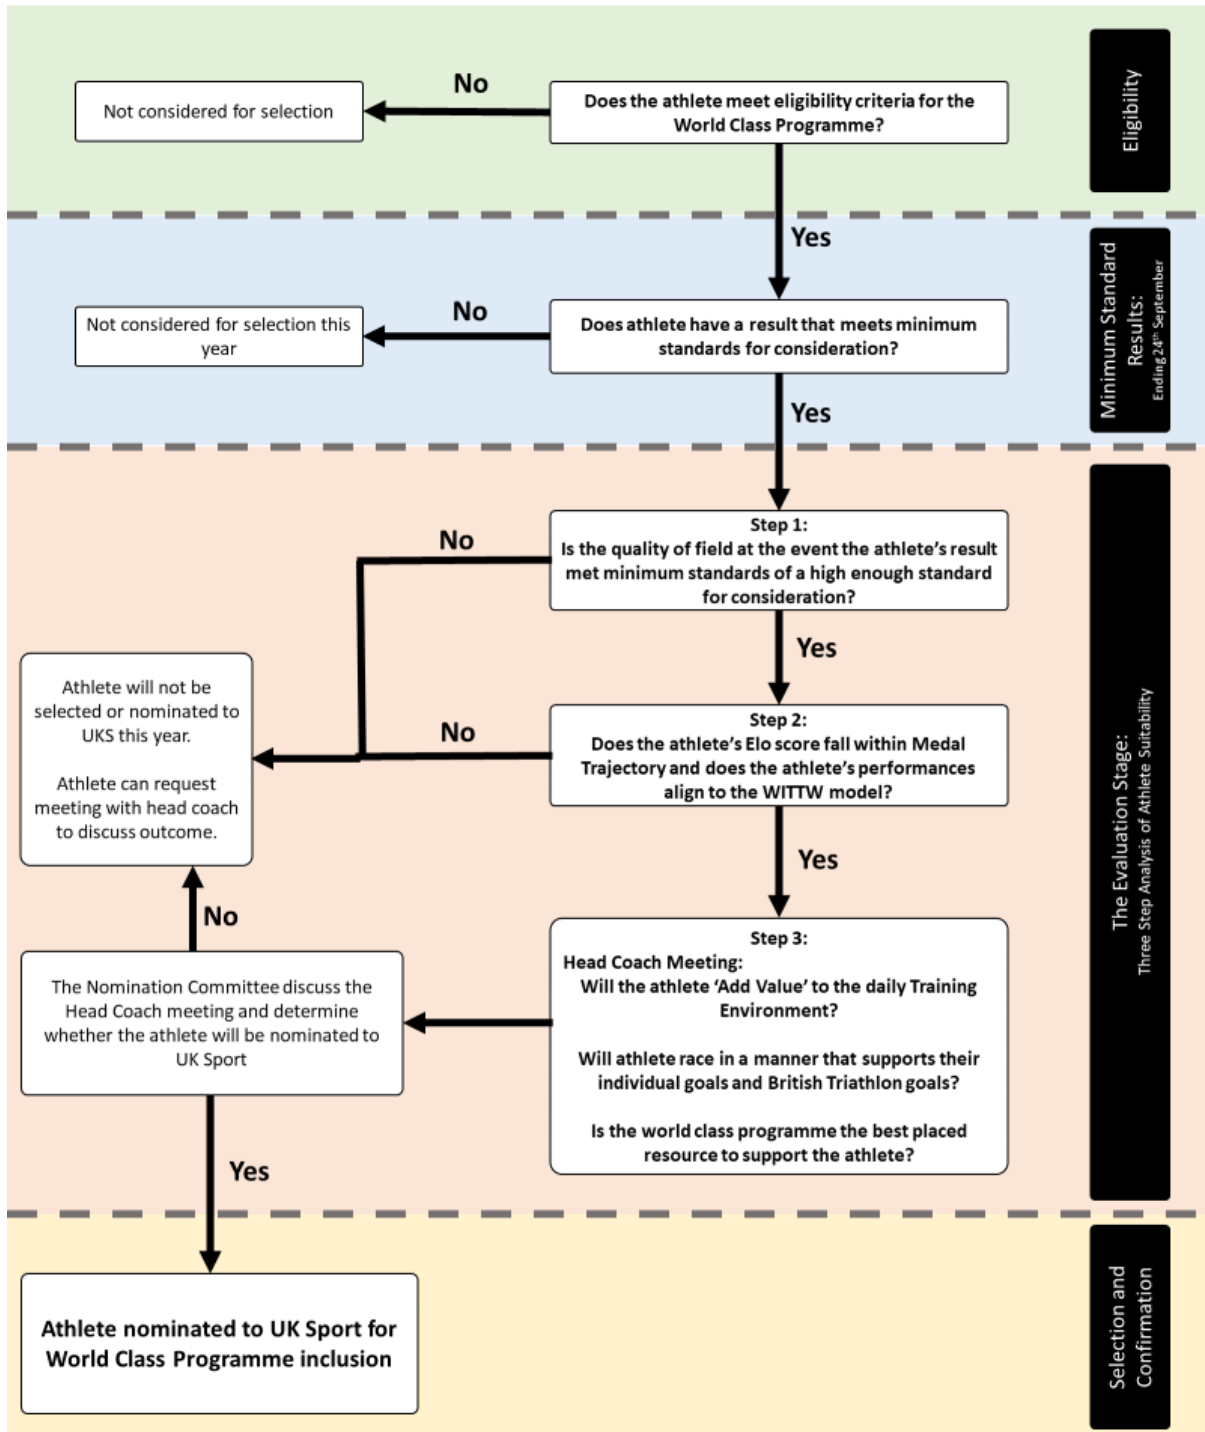 No
Not considered for selection
Does the athlete meet eligibility criteria for the
World Class Programme?
Eligibility
Yes
No
Not considered for selection this
year
Does athlete have a result that meets minimum
standards for consideration?
Minimum Standard
Results:
Ending 24th September
Yes
Step 1:
Is the quality of field at the event the athlete's result
met minimum standards of a high enough standard
for consideration?
No
Yes
Step 2:
Does the athlete's Elo score fall within Medal
Trajectory and does the athlete's performances
align to the WITTW model?
No
Athlete will not be
selected or nominated to
UKS this year.
Athlete can request
meeting with head coach
to discuss outcome.
Yes
The Evaluation Stage:
Three Step Analysis of Athlete Suitability
Step 3:
Head Coach Meeting:
Will the athlete 'Add Value' to the daily Training
Environment?
Will athlete race in a manner that supports their
individual goals and British Triathlon goals?
Is the world class programme the best placed
resource to support the athlete?
No
The Nomination Committee discuss the
Head Coach meeting and determine
whether the athlete will be nominated to
UK Sport
Yes
Athlete nominated to UK Sport for
World Class Programme inclusion
Selection and
Confirmation